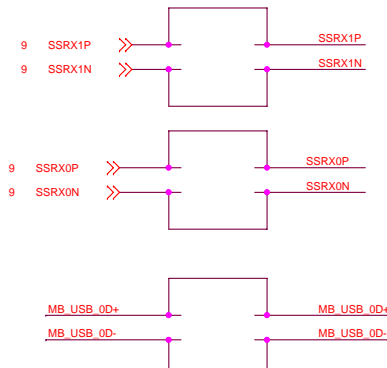 9 SSRX1P SSRX1P
9 SSRX1N SSRX1N
9 SSRX0P SSRX0P
9 SSRX0N SSRX0N
MB_USB_0D+ MB_USB_0D+
MB_USB_0D- MB_USB_0D-